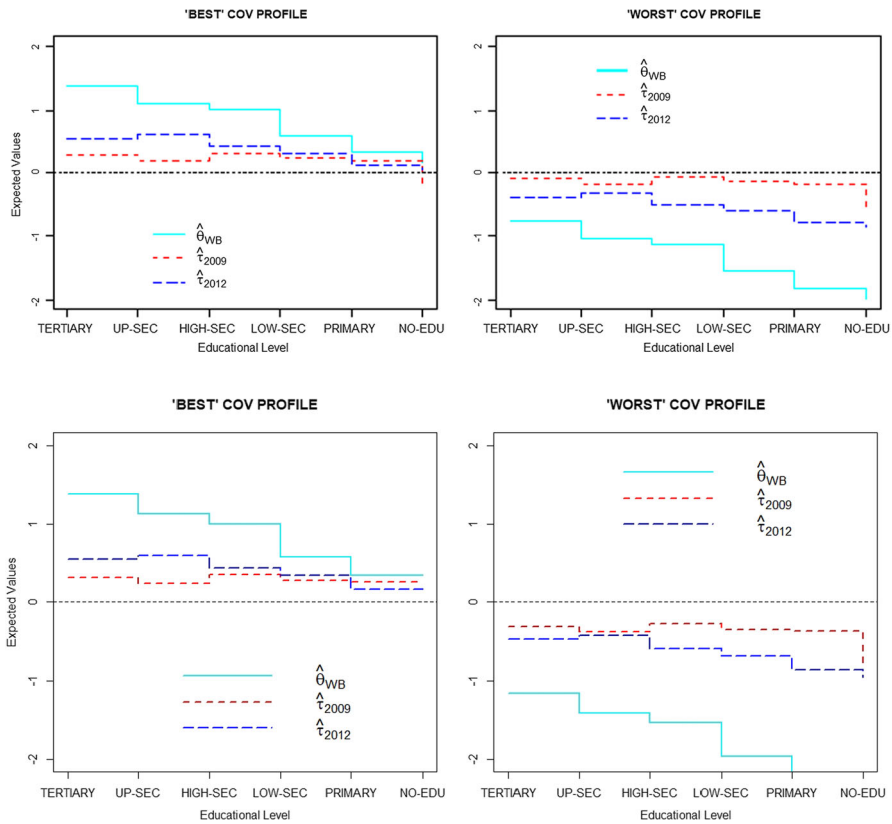 'BEST' COV PROFILE
2
1
0
-1
-2
Expected Values
θ̂WB
τ̂2009
τ̂2012
TERTIARY UP-SEC HIGH-SEC LOW-SEC PRIMARY NO-EDU
Educational Level
'WORST' COV PROFILE
2
1
0
-1
-2
θ̂WB
τ̂2009
τ̂2012
TERTIARY UP-SEC HIGH-SEC LOW-SEC PRIMARY NO-EDU
Educational Level
'BEST' COV PROFILE
2
1
0
-1
-2
Expected Values
θ̂WB
τ̂2009
τ̂2012
TERTIARY UP-SEC HIGH-SEC LOW-SEC PRIMARY NO-EDU
Educational Level
'WORST' COV PROFILE
2
1
0
-1
-2
θ̂WB
τ̂2009
τ̂2012
TERTIARY UP-SEC HIGH-SEC LOW-SEC PRIMARY NO-EDU
Educational Level